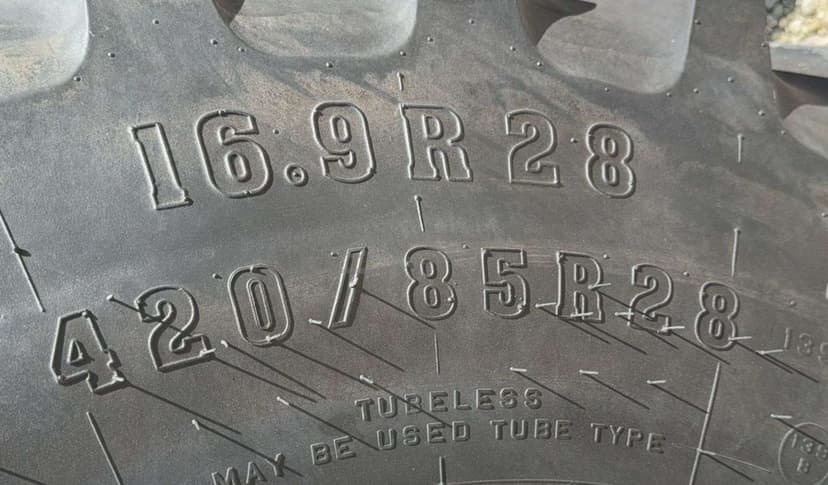 16.9R28
420/85R28
TUBELESS
MAY BE USED TUBE TYPE
B